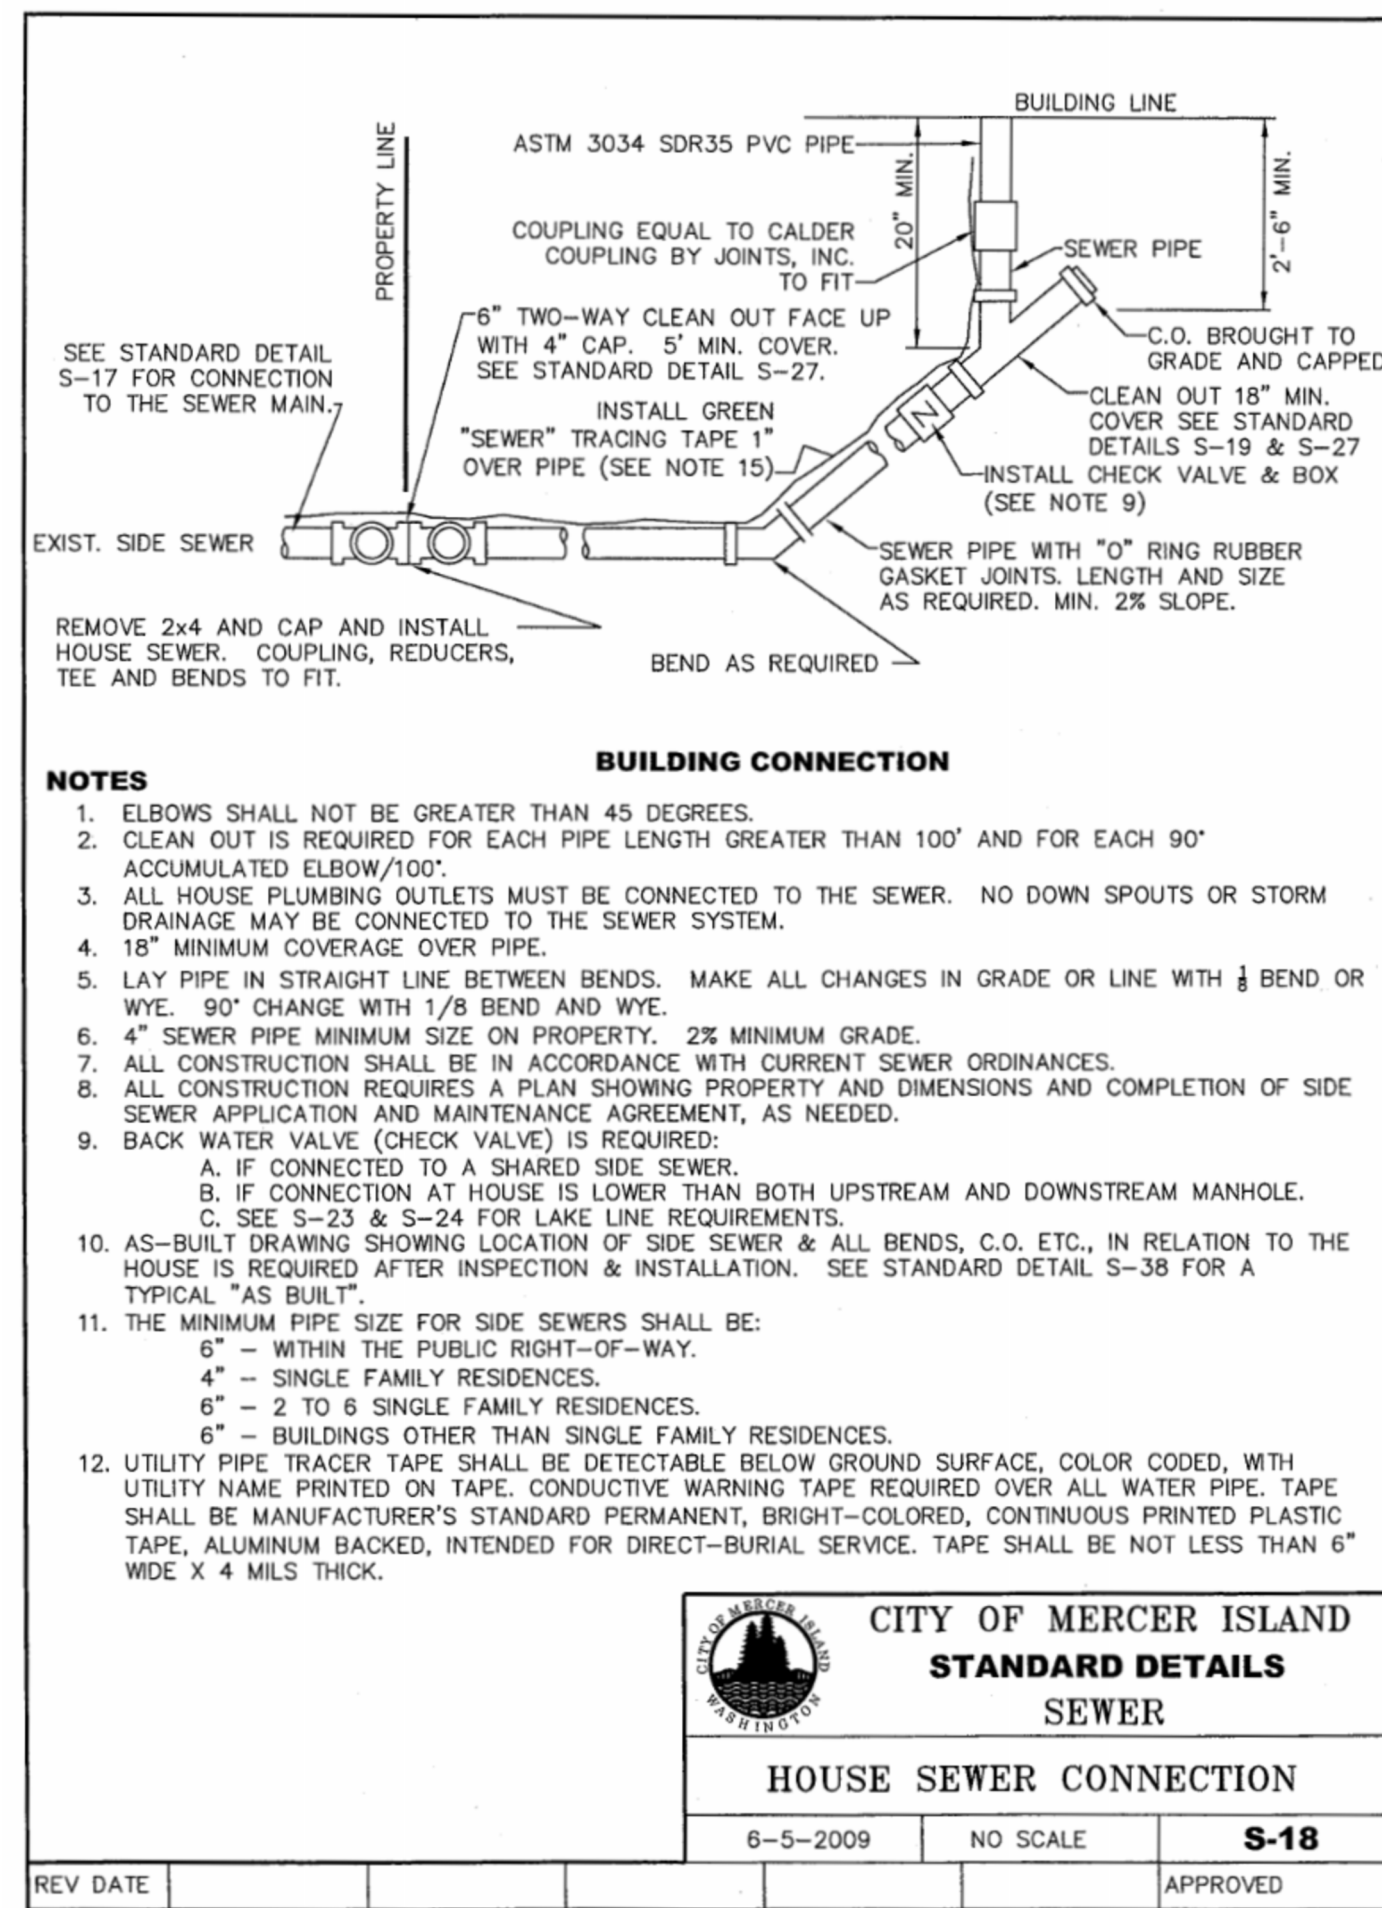 BUILDING LINE
PROPERTY LINE
ASTM 3034 SDR35 PVC PIPE
20" MIN.
2'-6" MIN.
COUPLING EQUAL TO CALDER
COUPLING BY JOINTS, INC.
TO FIT
SEWER PIPE
6" TWO-WAY CLEAN OUT FACE UP
WITH 4" CAP. 5' MIN. COVER.
SEE STANDARD DETAIL S-27.
C.O. BROUGHT TO
GRADE AND CAPPED
SEE STANDARD DETAIL
S-17 FOR CONNECTION
TO THE SEWER MAIN.
CLEAN OUT 18" MIN.
COVER SEE STANDARD
DETAILS S-19 & S-27
INSTALL GREEN
"SEWER" TRACING TAPE 1"
OVER PIPE (SEE NOTE 15)
N
INSTALL CHECK VALVE & BOX
(SEE NOTE 9)
EXIST. SIDE SEWER
SEWER PIPE WITH "O" RING RUBBER
GASKET JOINTS. LENGTH AND SIZE
AS REQUIRED. MIN. 2% SLOPE.
REMOVE 2x4 AND CAP AND INSTALL
HOUSE SEWER. COUPLING, REDUCERS,
TEE AND BENDS TO FIT.
BEND AS REQUIRED
BUILDING CONNECTION
NOTES
1. ELBOWS SHALL NOT BE GREATER THAN 45 DEGREES.
2. CLEAN OUT IS REQUIRED FOR EACH PIPE LENGTH GREATER THAN 100' AND FOR EACH 90°
ACCUMULATED ELBOW/100°.
3. ALL HOUSE PLUMBING OUTLETS MUST BE CONNECTED TO THE SEWER. NO DOWN SPOUTS OR STORM
DRAINAGE MAY BE CONNECTED TO THE SEWER SYSTEM.
4. 18" MINIMUM COVERAGE OVER PIPE.
5. LAY PIPE IN STRAIGHT LINE BETWEEN BENDS. MAKE ALL CHANGES IN GRADE OR LINE WITH 1/8 BEND OR
WYE. 90° CHANGE WITH 1/8 BEND AND WYE.
6. 4" SEWER PIPE MINIMUM SIZE ON PROPERTY. 2% MINIMUM GRADE.
7. ALL CONSTRUCTION SHALL BE IN ACCORDANCE WITH CURRENT SEWER ORDINANCES.
8. ALL CONSTRUCTION REQUIRES A PLAN SHOWING PROPERTY AND DIMENSIONS AND COMPLETION OF SIDE
SEWER APPLICATION AND MAINTENANCE AGREEMENT, AS NEEDED.
9. BACK WATER VALVE (CHECK VALVE) IS REQUIRED:
A. IF CONNECTED TO A SHARED SIDE SEWER.
B. IF CONNECTION AT HOUSE IS LOWER THAN BOTH UPSTREAM AND DOWNSTREAM MANHOLE.
C. SEE S-23 & S-24 FOR LAKE LINE REQUIREMENTS.
10. AS-BUILT DRAWING SHOWING LOCATION OF SIDE SEWER & ALL BENDS, C.O. ETC., IN RELATION TO THE
HOUSE IS REQUIRED AFTER INSPECTION & INSTALLATION. SEE STANDARD DETAIL S-38 FOR A
TYPICAL "AS BUILT".
11. THE MINIMUM PIPE SIZE FOR SIDE SEWERS SHALL BE:
6" - WITHIN THE PUBLIC RIGHT-OF-WAY.
4" - SINGLE FAMILY RESIDENCES.
6" - 2 TO 6 SINGLE FAMILY RESIDENCES.
6" - BUILDINGS OTHER THAN SINGLE FAMILY RESIDENCES.
12. UTILITY PIPE TRACER TAPE SHALL BE DETECTABLE BELOW GROUND SURFACE, COLOR CODED, WITH
UTILITY NAME PRINTED ON TAPE. CONDUCTIVE WARNING TAPE REQUIRED OVER ALL WATER PIPE. TAPE
SHALL BE MANUFACTURER'S STANDARD PERMANENT, BRIGHT-COLORED, CONTINUOUS PRINTED PLASTIC
TAPE, ALUMINUM BACKED, INTENDED FOR DIRECT-BURIAL SERVICE. TAPE SHALL BE NOT LESS THAN 6"
WIDE X 4 MILS THICK.
CITY OF MERCER ISLAND
WASHINGTON
CITY OF MERCER ISLAND
STANDARD DETAILS
SEWER
HOUSE SEWER CONNECTION
6-5-2009
NO SCALE
S-18
REV DATE
APPROVED